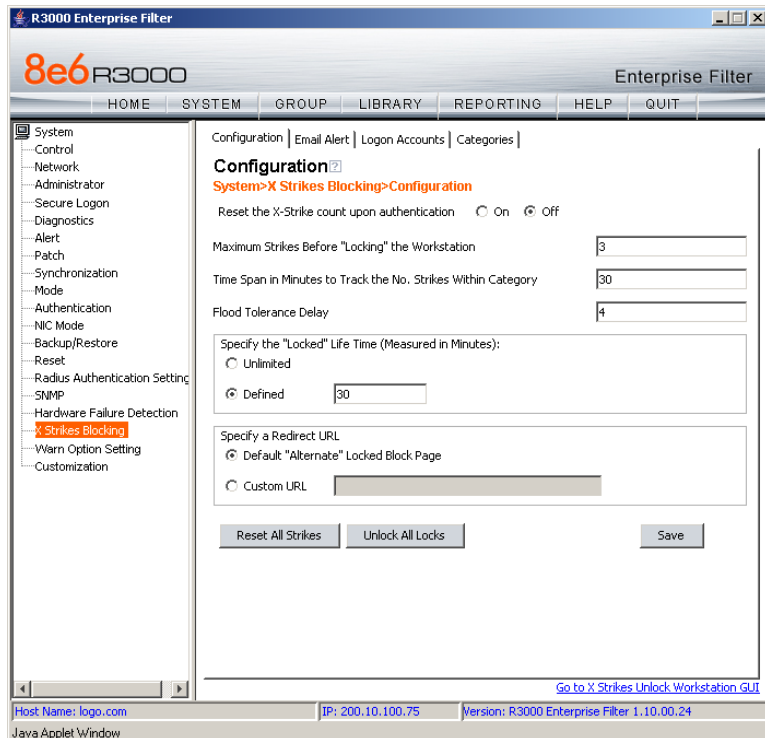 R3000 Enterprise Filter
8e6 R3000
Enterprise Filter
HOME SYSTEM GROUP LIBRARY REPORTING HELP QUIT
System
Control
Network
Administrator
Secure Logon
Diagnostics
Alert
Patch
Synchronization
Mode
Authentication
NIC Mode
Backup/Restore
Reset
Radius Authentication Setting
SNMP
Hardware Failure Detection
X Strikes Blocking
Warn Option Setting
Customization
Configuration Email Alert Logon Accounts Categories
Configuration ?
System>X Strikes Blocking>Configuration
Reset the X-Strike count upon authentication On Off
Maximum Strikes Before "Locking" the Workstation 3
Time Span in Minutes to Track the No. Strikes Within Category 30
Flood Tolerance Delay 4
Specify the "Locked" Life Time (Measured in Minutes):
Unlimited
Defined 30
Specify a Redirect URL
Default "Alternate" Locked Block Page
Custom URL
Reset All Strikes Unlock All Locks Save
Go to X Strikes Unlock Workstation GUI
Host Name: logo.com IP: 200.10.100.75 Version: R3000 Enterprise Filter 1.10.00.24
Java Applet Window